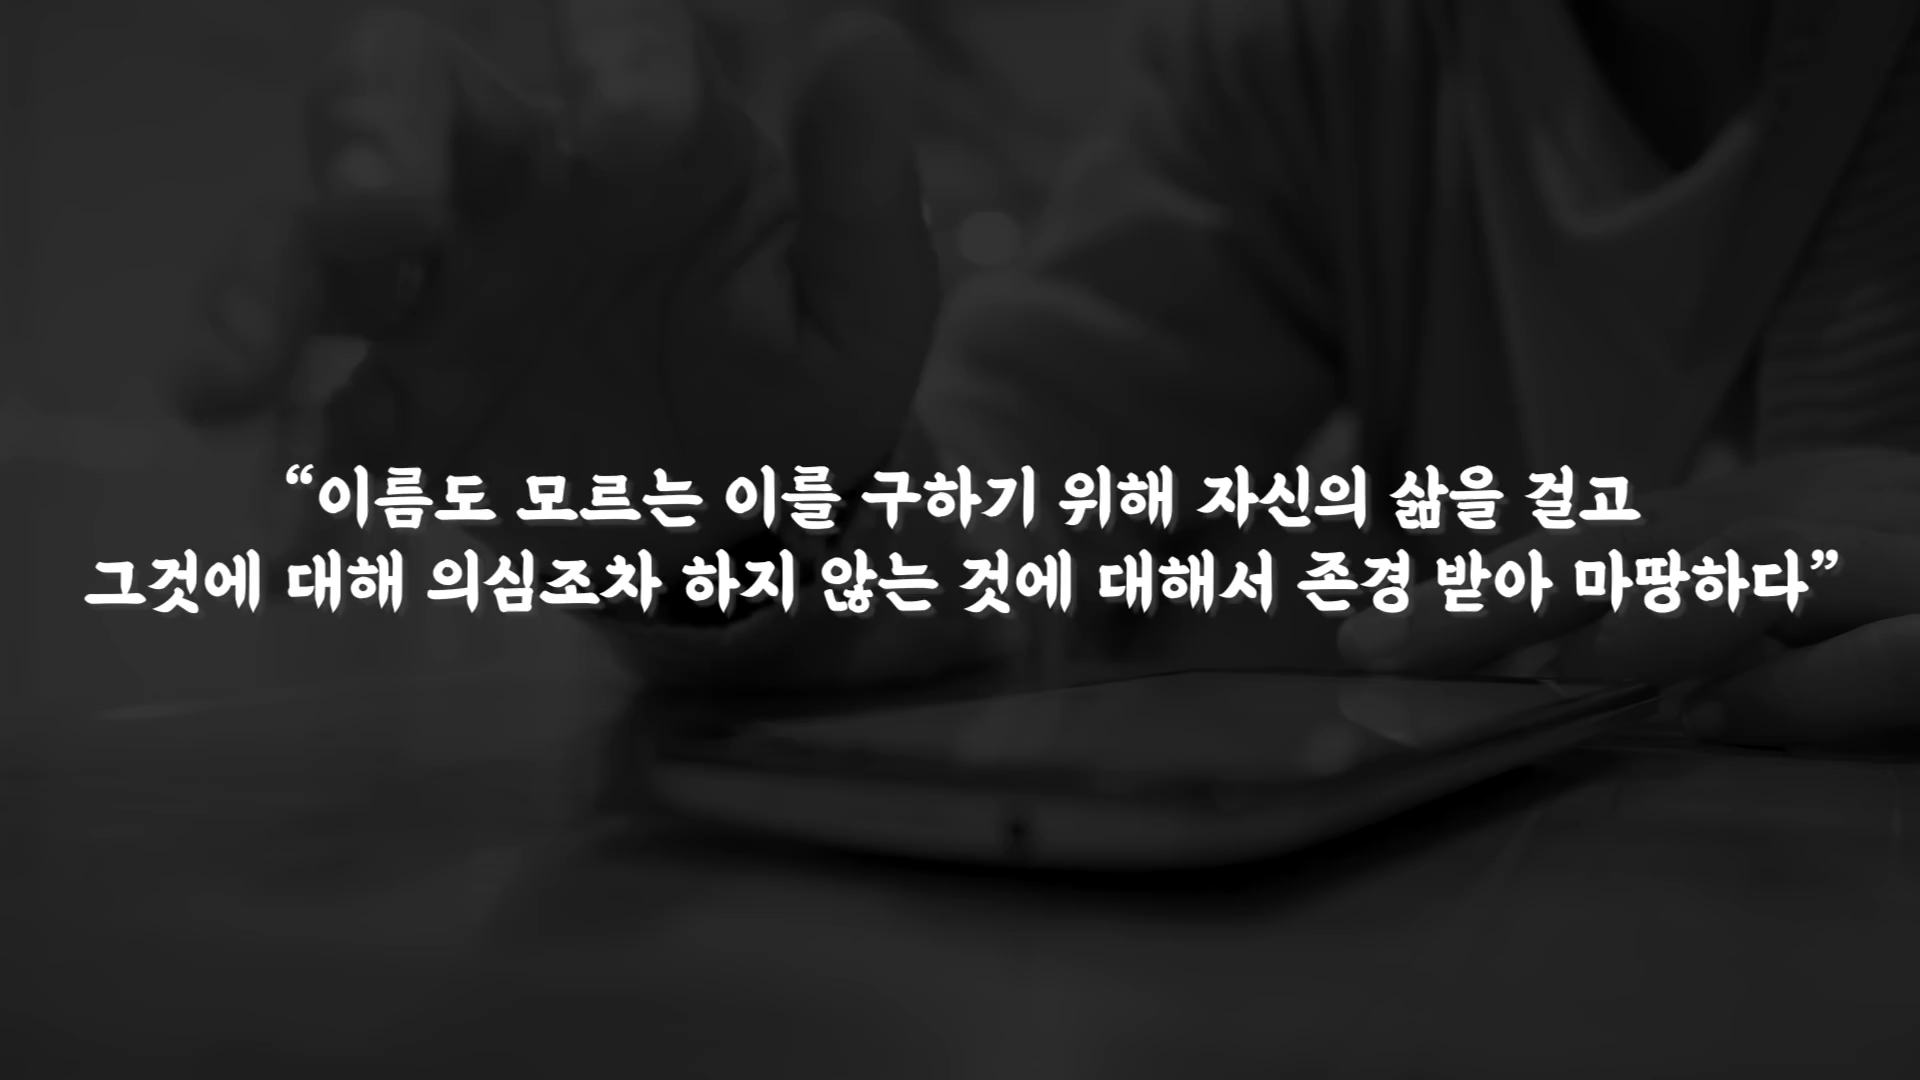 “이름도 모르는 이를 구하기 위해 자신의 삶을 걸고
그것에 대해 의심조차 하지 않는 것에 대해서 존경 받아 마땅하다”